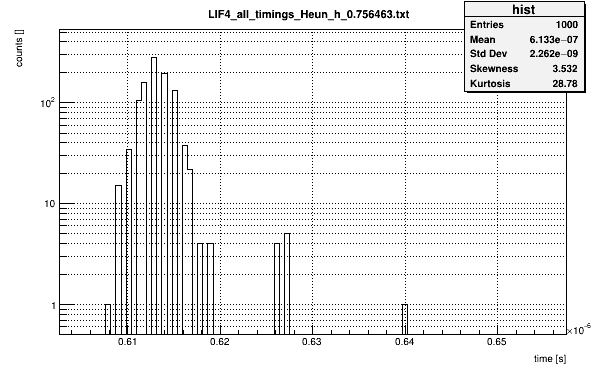 LIF4_all_timings_Heun_h_0.756463.txt
hist
Entries 1000
Mean 6.133e−07
Std Dev 2.262e−09
Skewness 3.532
Kurtosis 28.78
counts []
10²
10
1
0.61 0.62 0.63 0.64 0.65
×10⁻⁶
time [s]